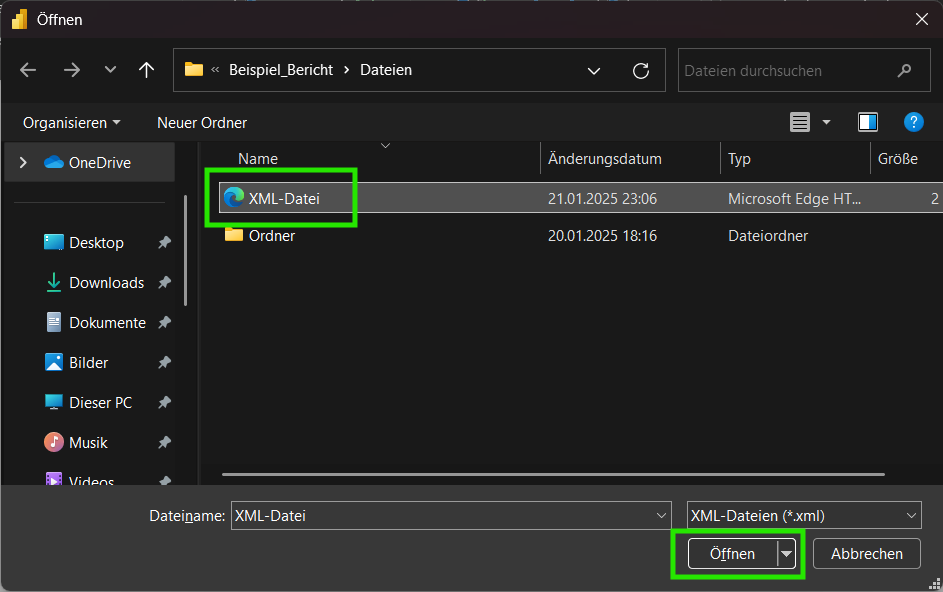 Öffnen
« Beispiel_Bericht > Dateien
Dateien durchsuchen
Organisieren
Neuer Ordner
?
OneDrive
Desktop
Downloads
Dokumente
Bilder
Dieser PC
Musik
Videos
Name Änderungsdatum Typ Größe
XML-Datei 21.01.2025 23:06 Microsoft Edge HT... 2
Ordner 20.01.2025 18:16 Dateiordner
Dateiname: XML-Datei XML-Dateien (*.xml)
Öffnen Abbrechen